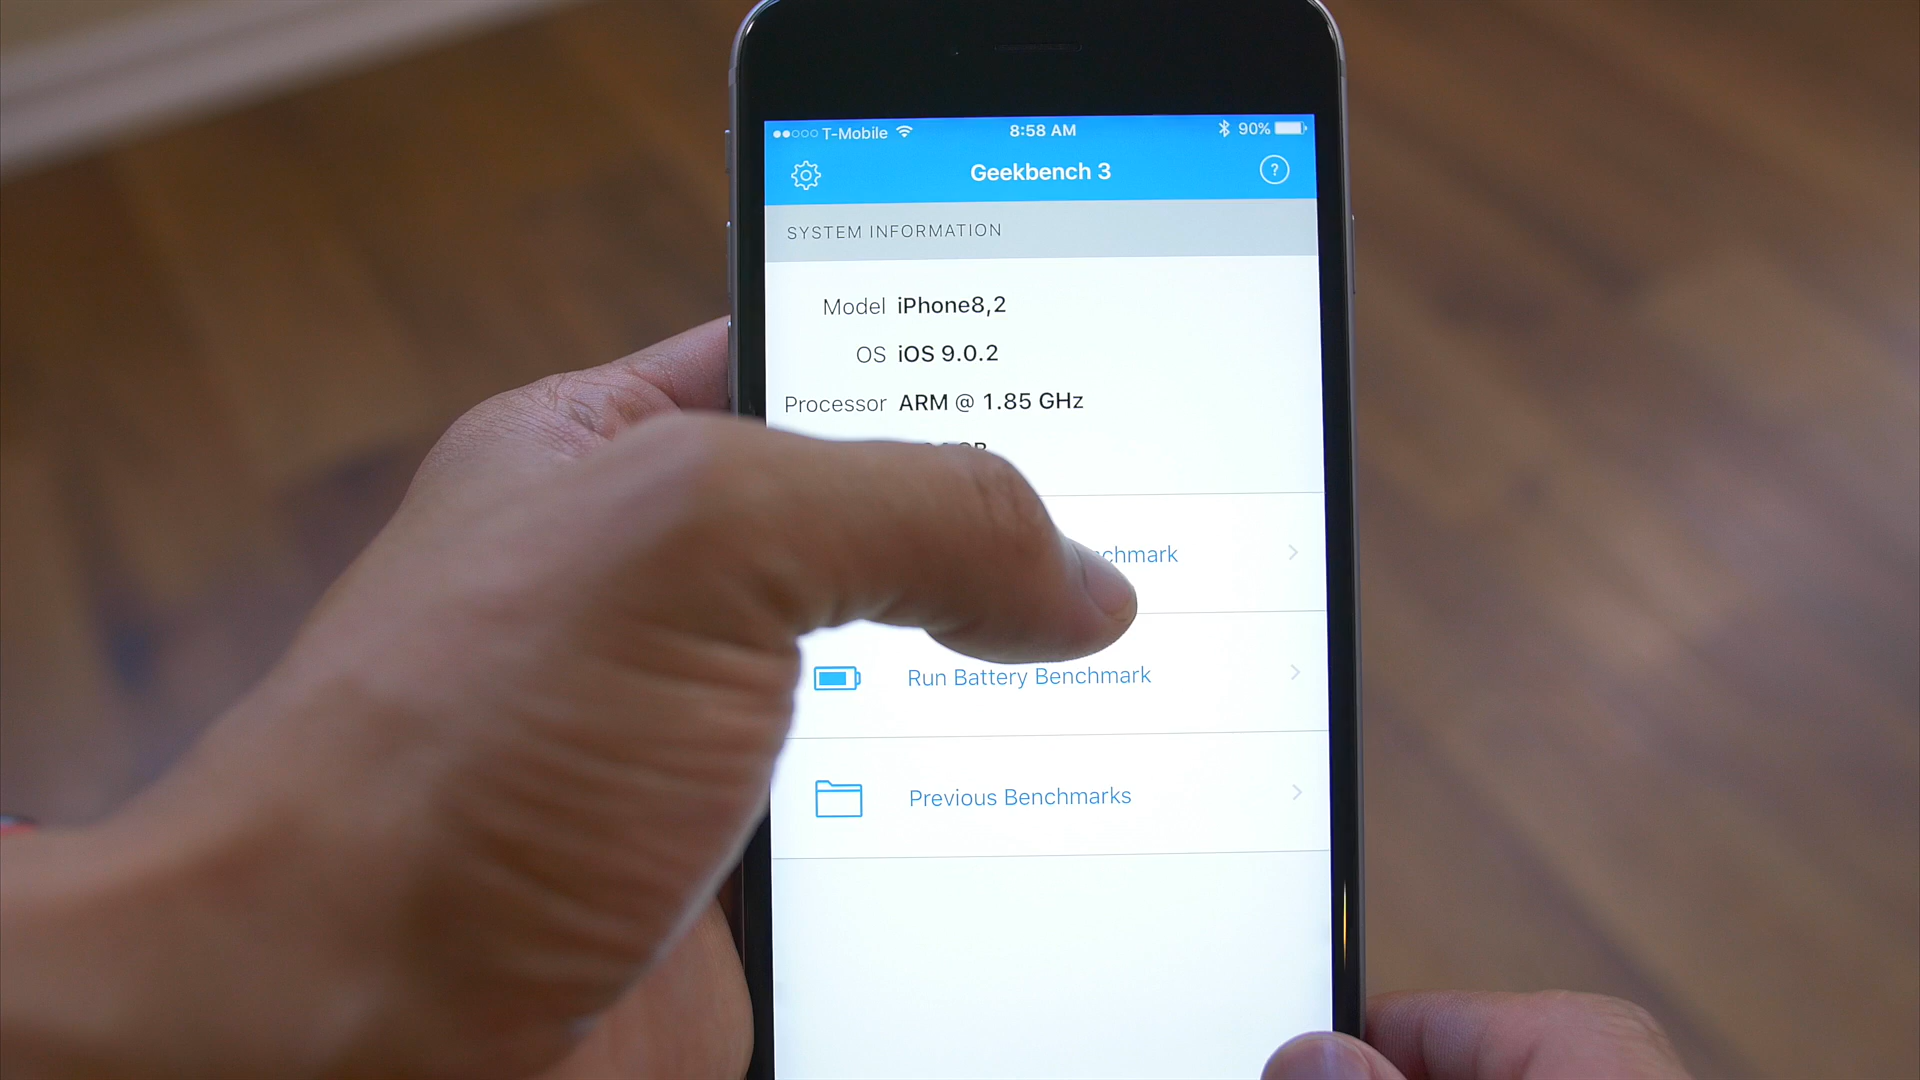 T-Mobile 8:58 AM 90%
Geekbench 3 ?
SYSTEM INFORMATION
Model iPhone8,2
OS iOS 9.0.2
Processor ARM @ 1.85 GHz
Run Battery Benchmark
Previous Benchmarks